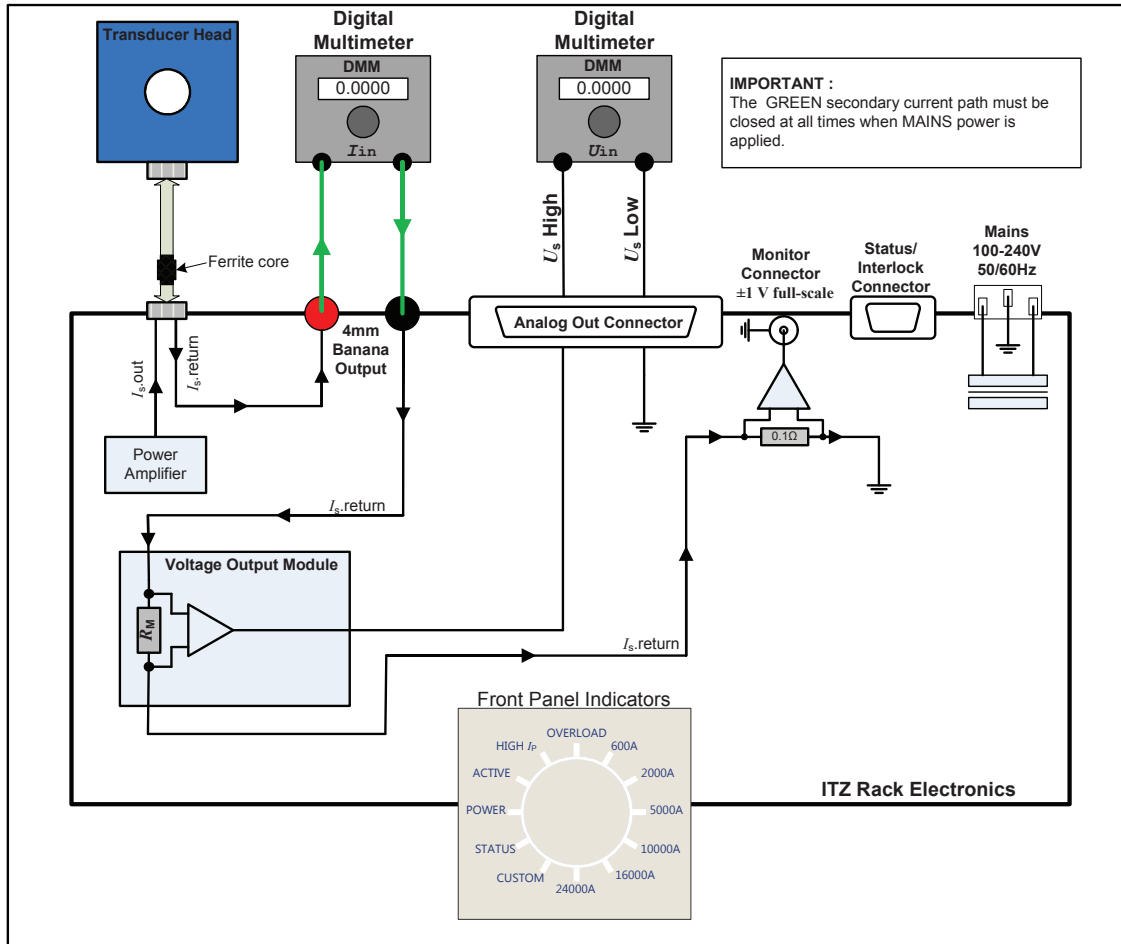 Transducer Head
Digital
Multimeter
DMM
0.0000
Iin
Digital
Multimeter
DMM
0.0000
Uin
IMPORTANT :
The GREEN secondary current path must be
closed at all times when MAINS power is
applied.
Ferrite core
Us High
Us Low
Monitor
Connector
±1 V full-scale
Status/
Interlock
Connector
Mains
100-240V
50/60Hz
4mm
Banana
Output
Analog Out Connector
Is.out
Is.return
Power
Amplifier
0.1Ω
Is.return
Voltage Output Module
RM
Is.return
Front Panel Indicators
OVERLOAD
HIGH IP
600A
ACTIVE
2000A
POWER
5000A
STATUS
10000A
CUSTOM
16000A
24000A
ITZ Rack Electronics